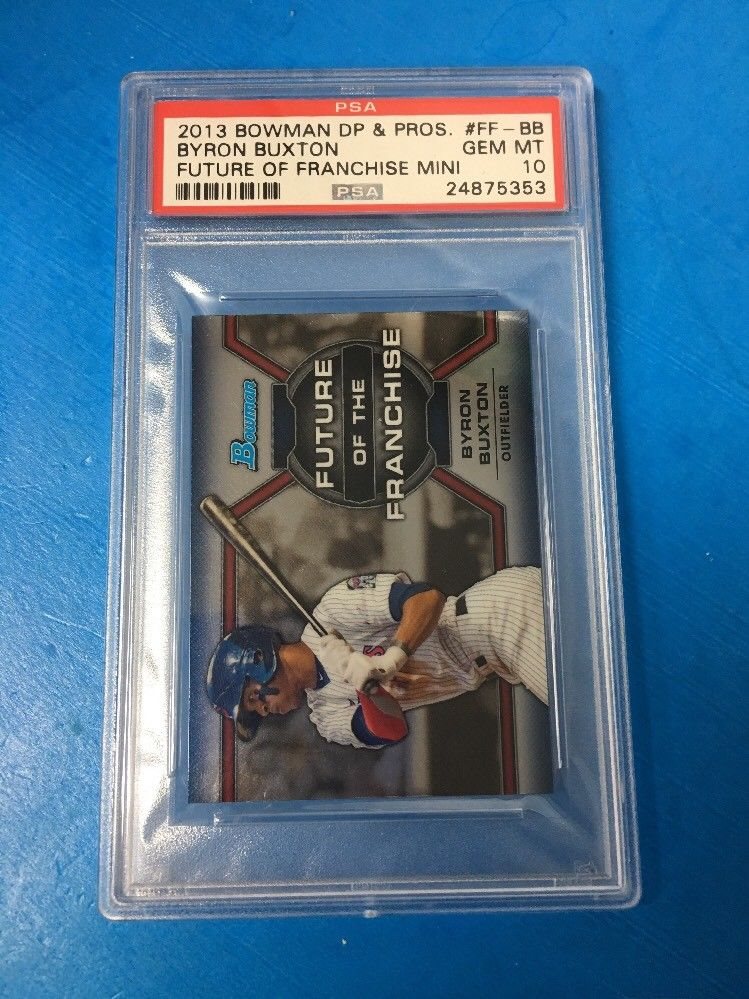 PSA
2013 BOWMAN DP & PROS. #FF-BB
BYRON BUXTON GEM MT
FUTURE OF FRANCHISE MINI 10
PSA 24875353
Bowman
FUTURE
OF THE
FRANCHISE
BYRON
BUXTON
OUTFIELDER